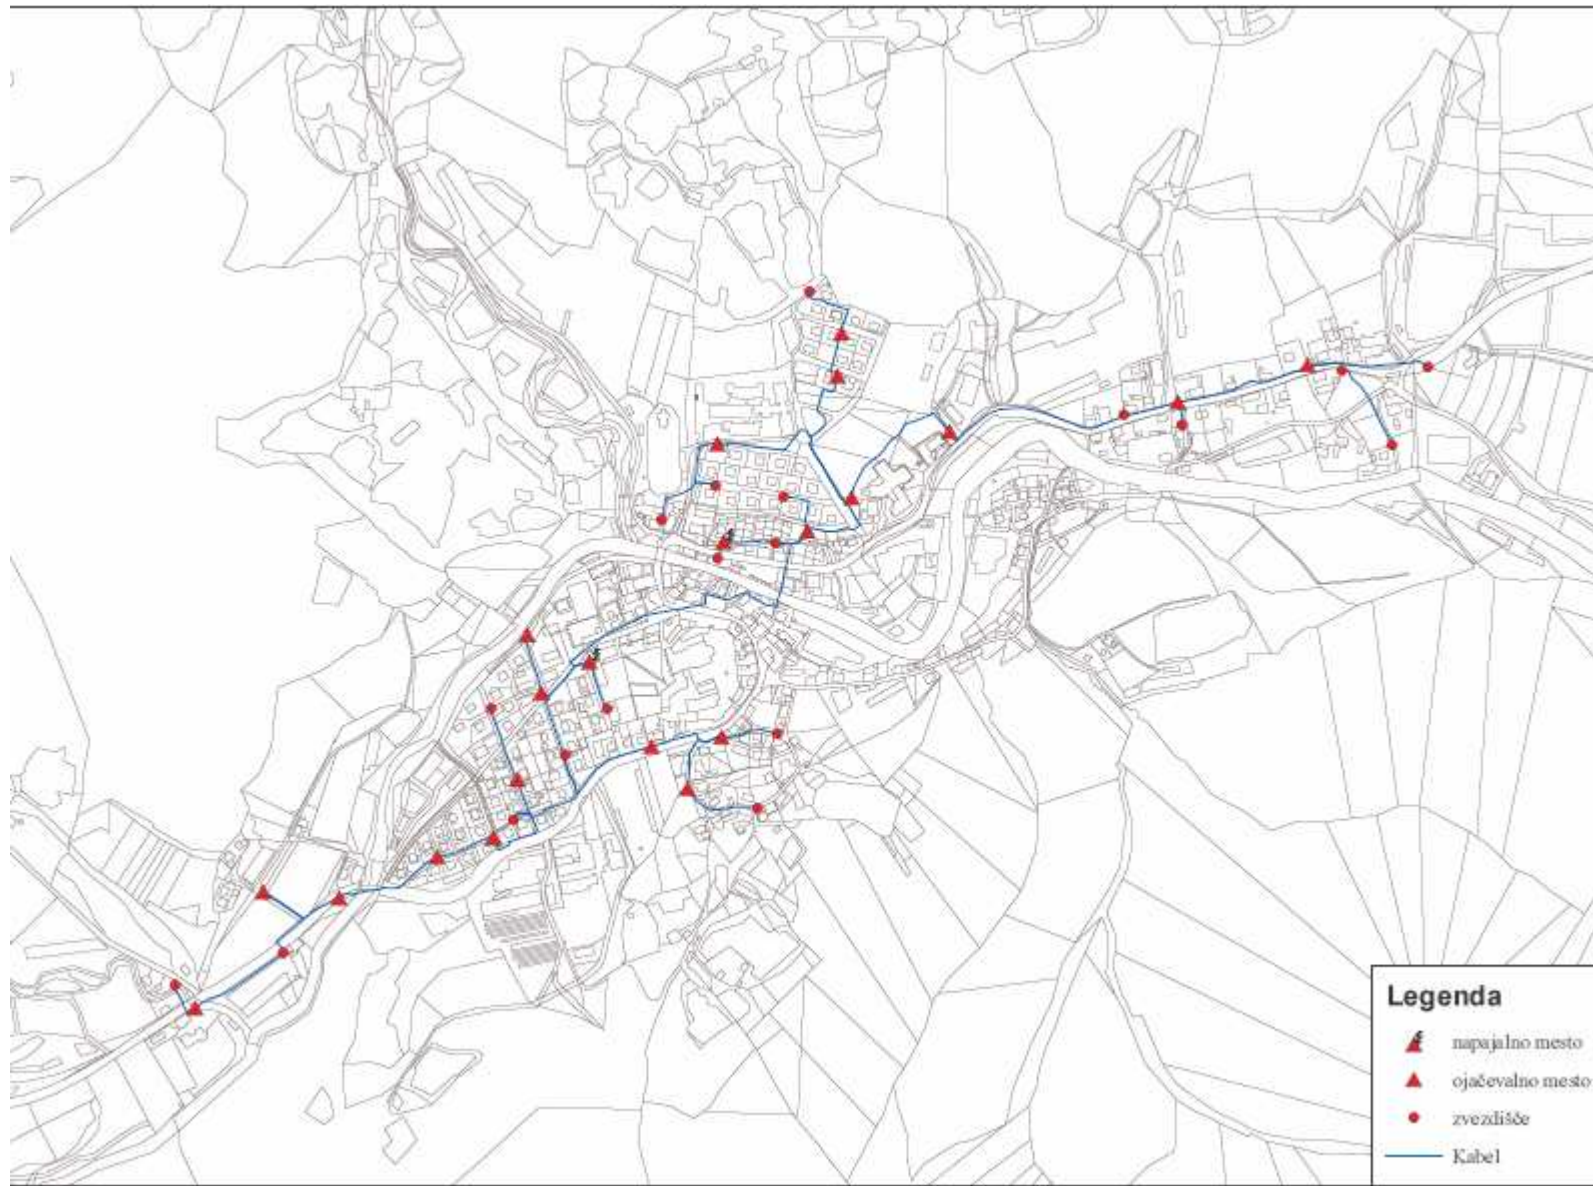 Legenda
napajalno mesto
ojačevalno mesto
zvezdišče
Kabel